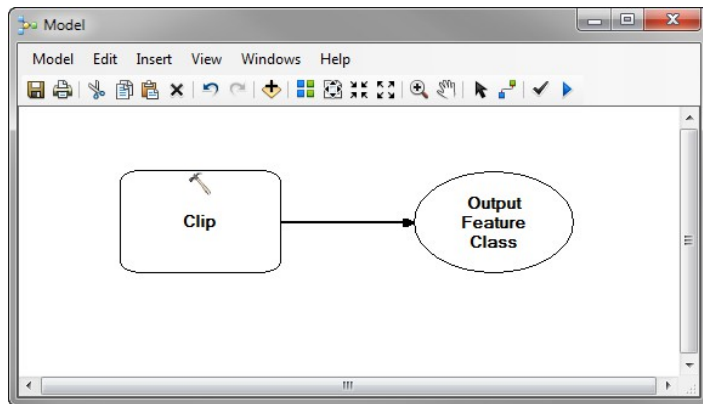 Model
Model Edit Insert View Windows Help
Clip
Output
Feature
Class